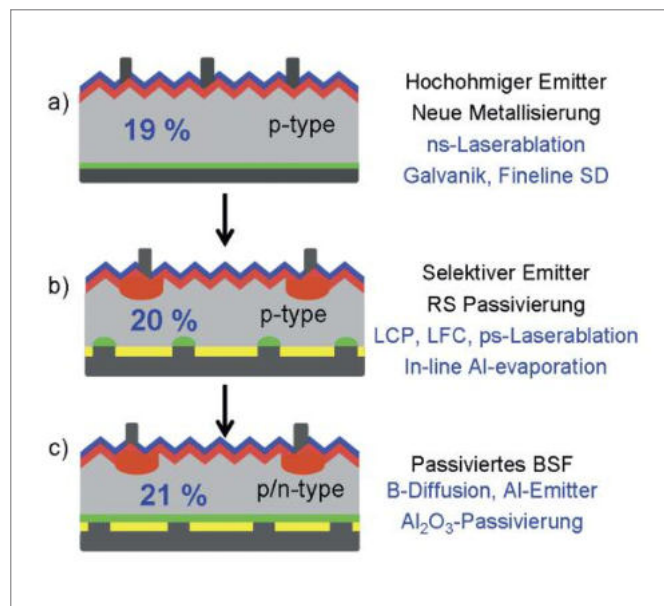 a)
19 %
p-type
Hochohmiger Emitter
Neue Metallisierung
ns-Laserablation
Galvanik, Fineline SD
b)
20 %
p-type
Selektiver Emitter
RS Passivierung
LCP, LFC, ps-Laserablation
In-line Al-evaporation
c)
21 %
p/n-type
Passiviertes BSF
B-Diffusion, Al-Emitter
Al₂O₃-Passivierung